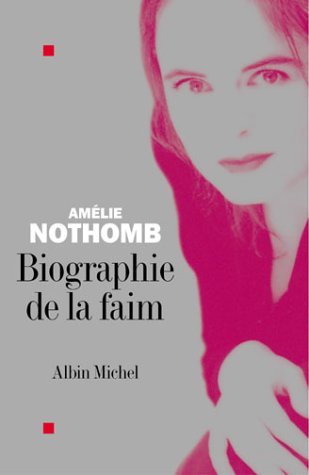 AMÉLIE
NOTHOMB
Biographie
de la faim
Albin Michel